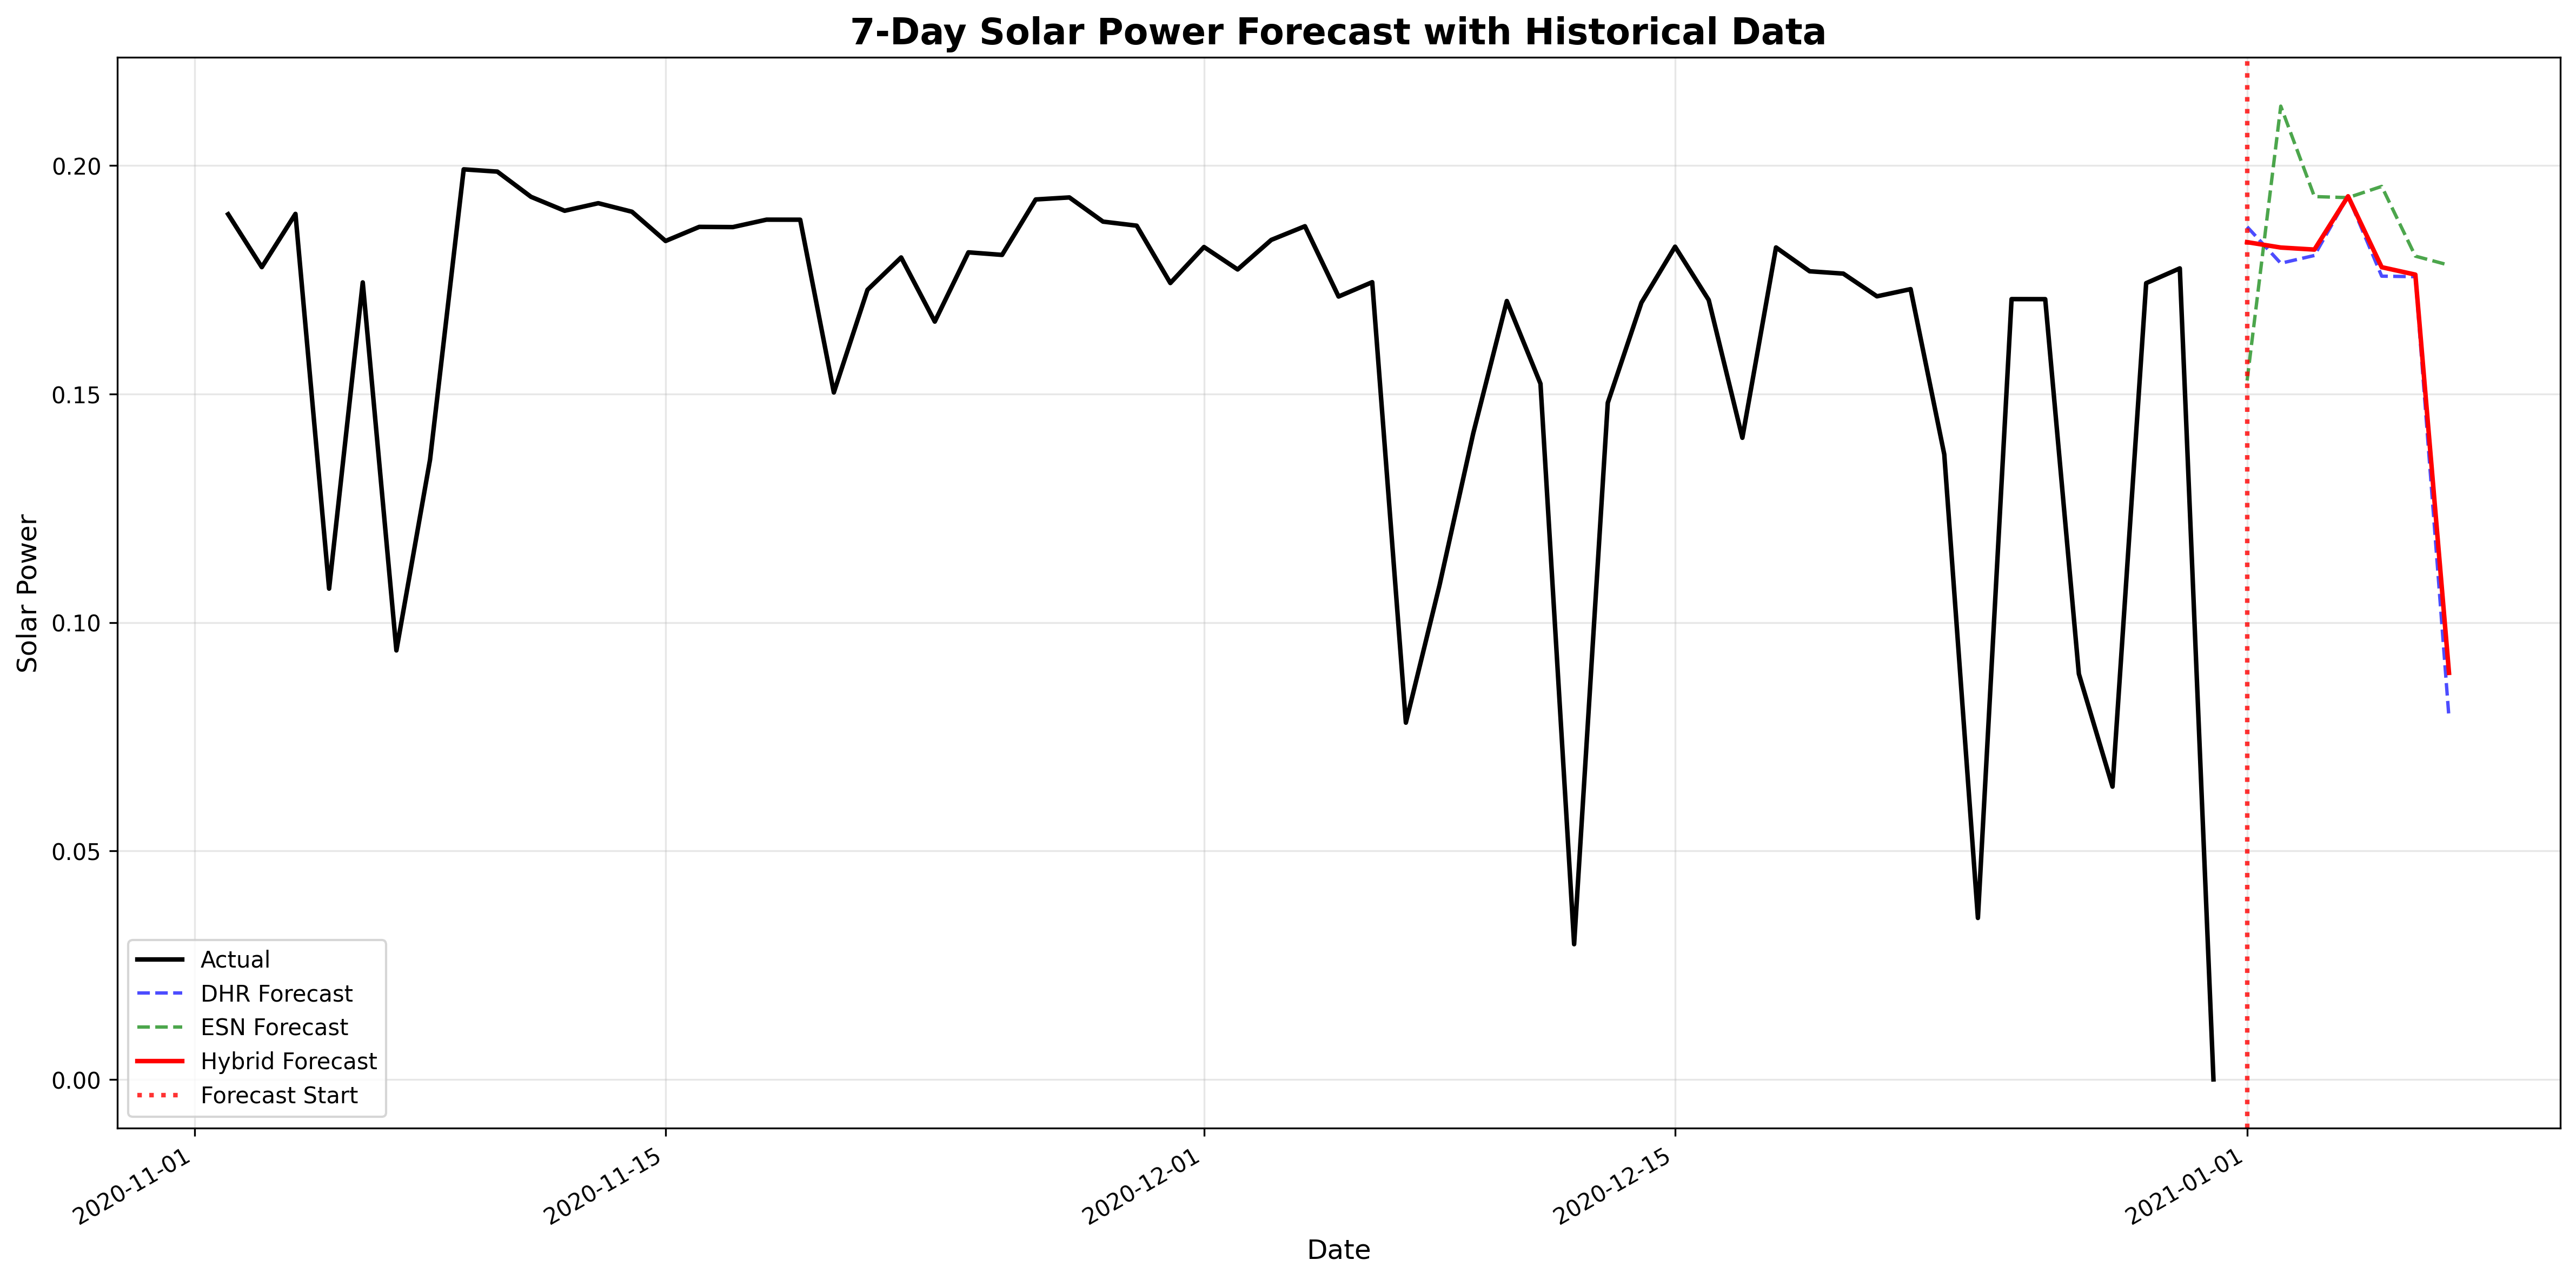 7-Day Solar Power Forecast with Historical Data
Solar Power
0.20
0.15
0.10
0.05
0.00
Actual
DHR Forecast
ESN Forecast
Hybrid Forecast
Forecast Start
2020-11-01
2020-11-15
2020-12-01
2020-12-15
2021-01-01
Date